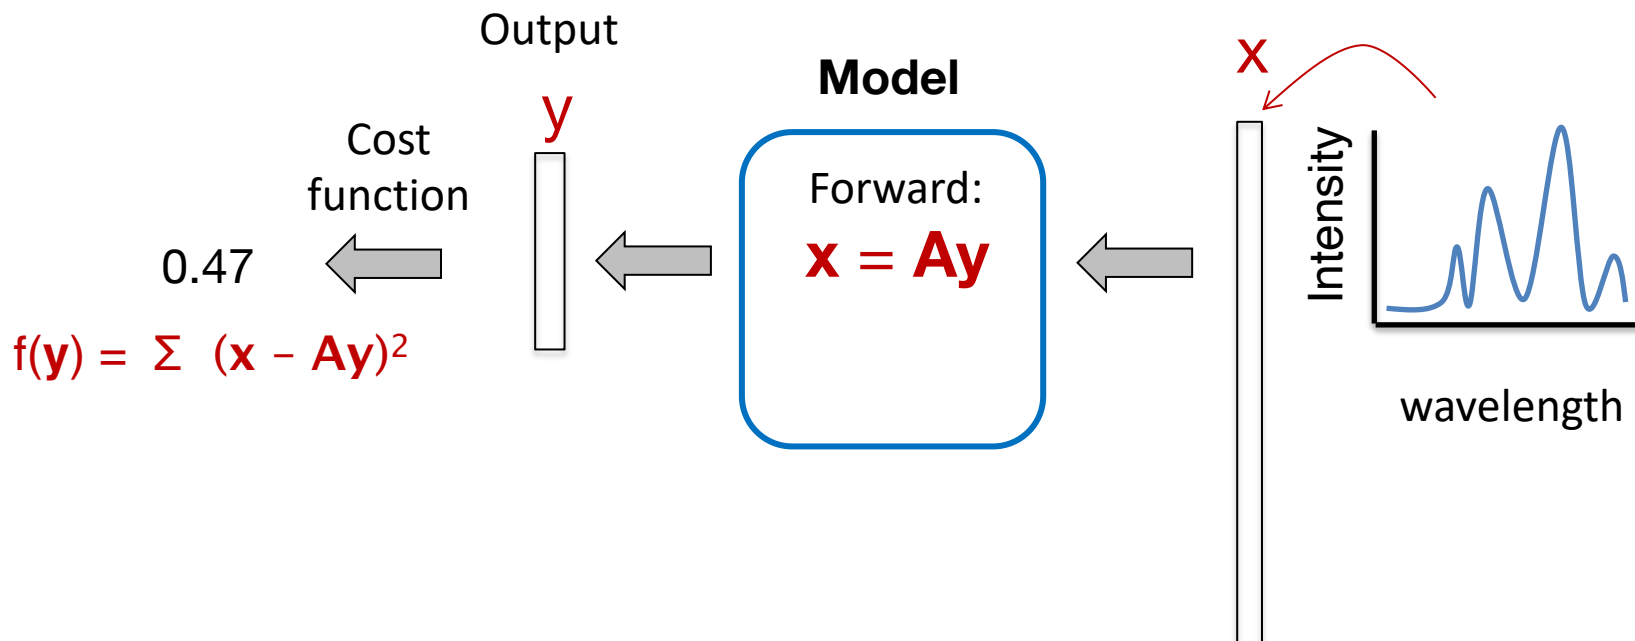 Output
y
Cost
function
0.47
f(y) = Σ (x – Ay)²
Model
Forward:
x = Ay
x
Intensity
wavelength